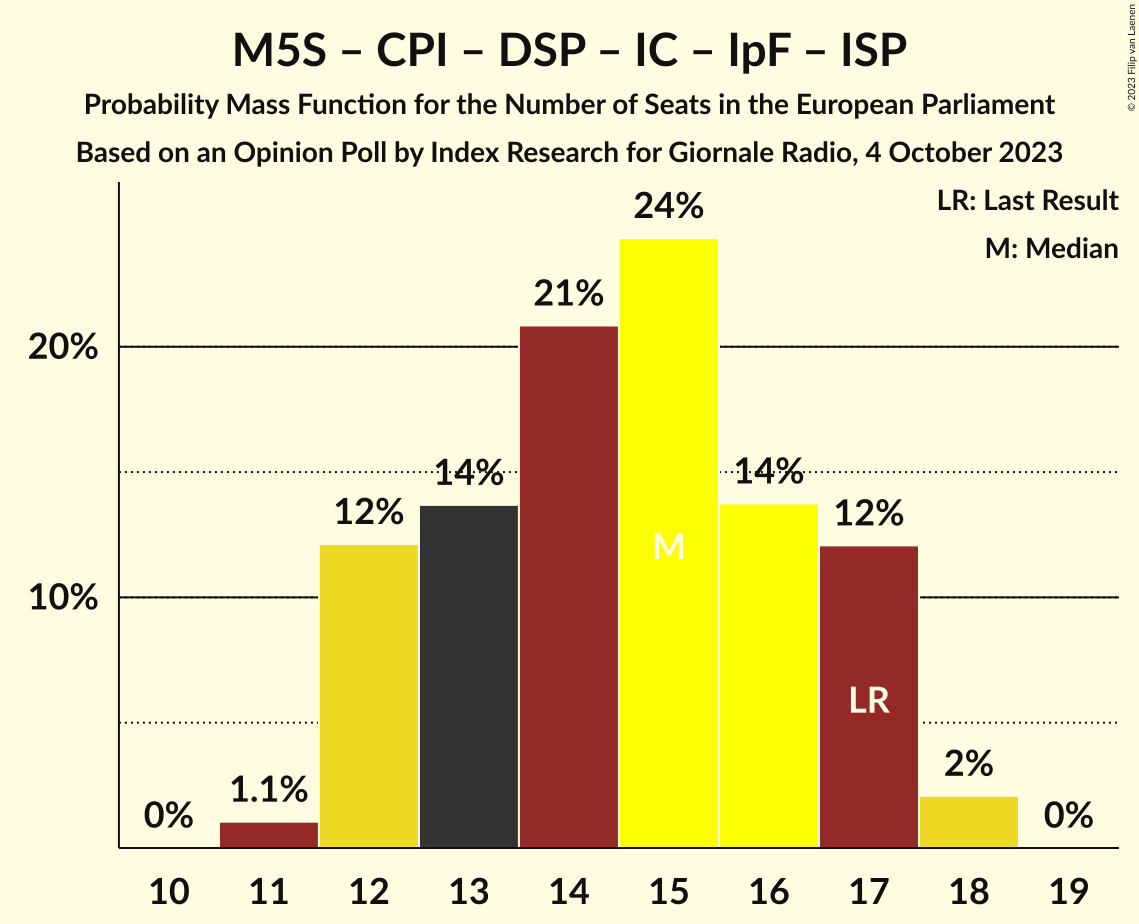 M5S – CPI – DSP – IC – IpF – ISP
Probability Mass Function for the Number of Seats in the European Parliament
Based on an Opinion Poll by Index Research for Giornale Radio, 4 October 2023
© 2023 Filip van Laenen
LR: Last Result
M: Median
24%
21%
20%
14%
14%
12%
12%
M
10%
LR
2%
1.1%
0%
0%
10 11 12 13 14 15 16 17 18 19